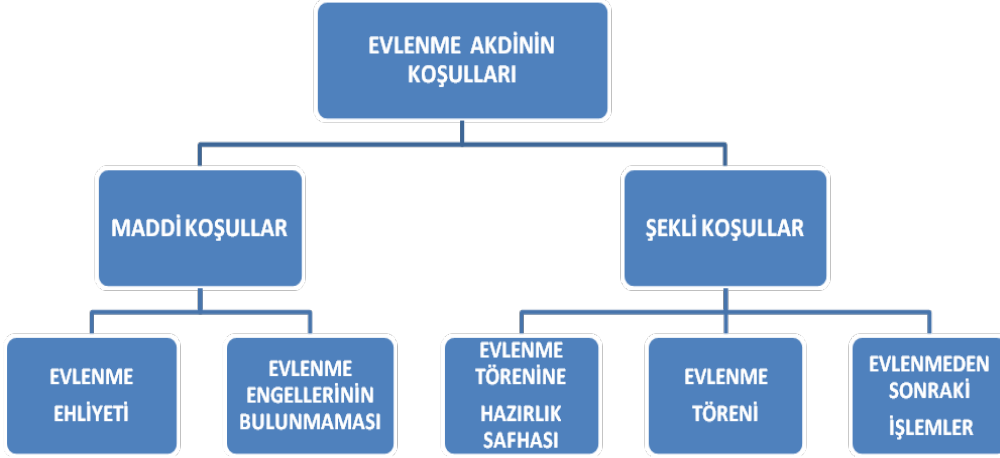 EVLENME AKDİNİN
KOŞULLARI
MADDİ KOŞULLAR
ŞEKLİ KOŞULLAR
EVLENME
EHLİYETİ
EVLENME
ENGELLERİNİN
BULUNMAMASI
EVLENME
TÖRENİNE
HAZIRLIK
SAFHASI
EVLENME
TÖRENİ
EVLENMEDEN
SONRAKİ
İŞLEMLER